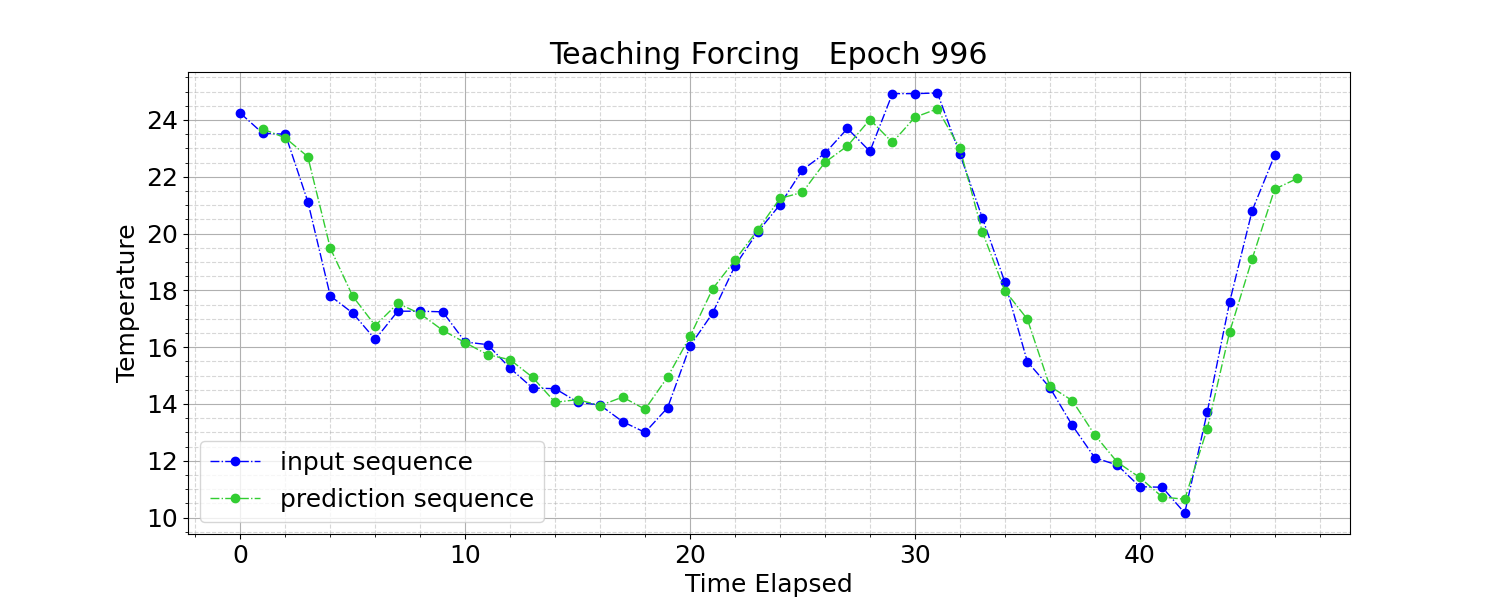 Teaching Forcing   Epoch 996
24
22
20
18
16
14
12
10
Temperature
input sequence
prediction sequence
0 10 20 30 40
Time Elapsed